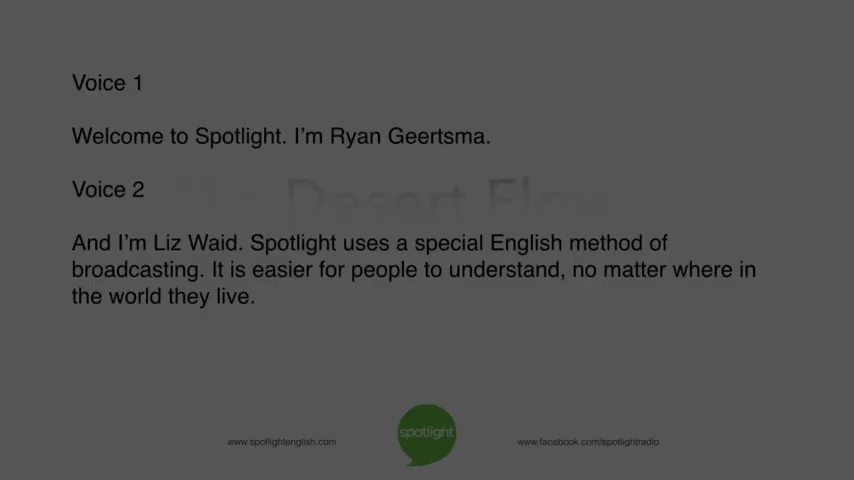 Voice 1
Welcome to Spotlight. I'm Ryan Geertsma.
Voice 2
Desert
And I'm Liz Waid. Spotlight uses a special English method of
broadcasting. It is easier for people to understand, no matter where in
the world they live.
www.spotlightenglish.com
spotlight
www.facebook.com/spotlightradio